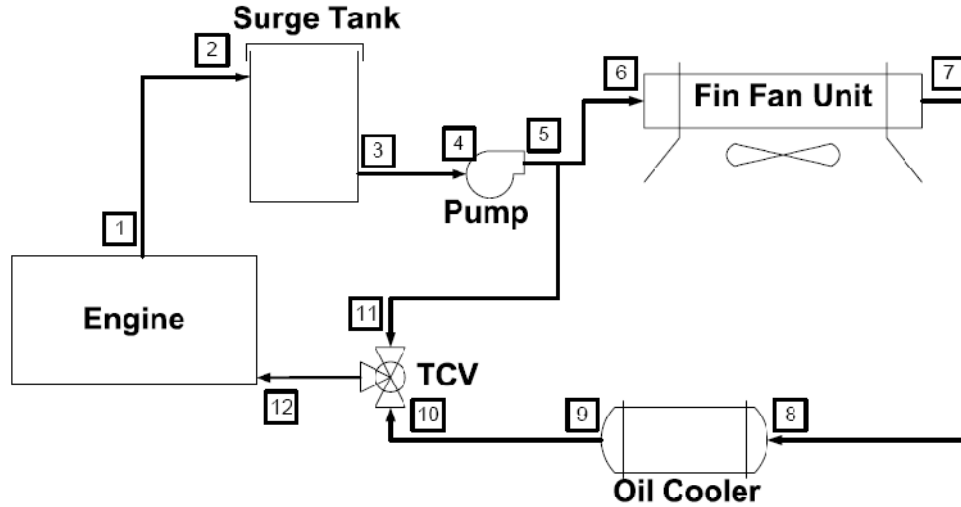 Surge Tank
2
6
7
Fin Fan Unit
3
4
5
Pump
1
Engine
11
TCV
12
10
9
8
Oil Cooler